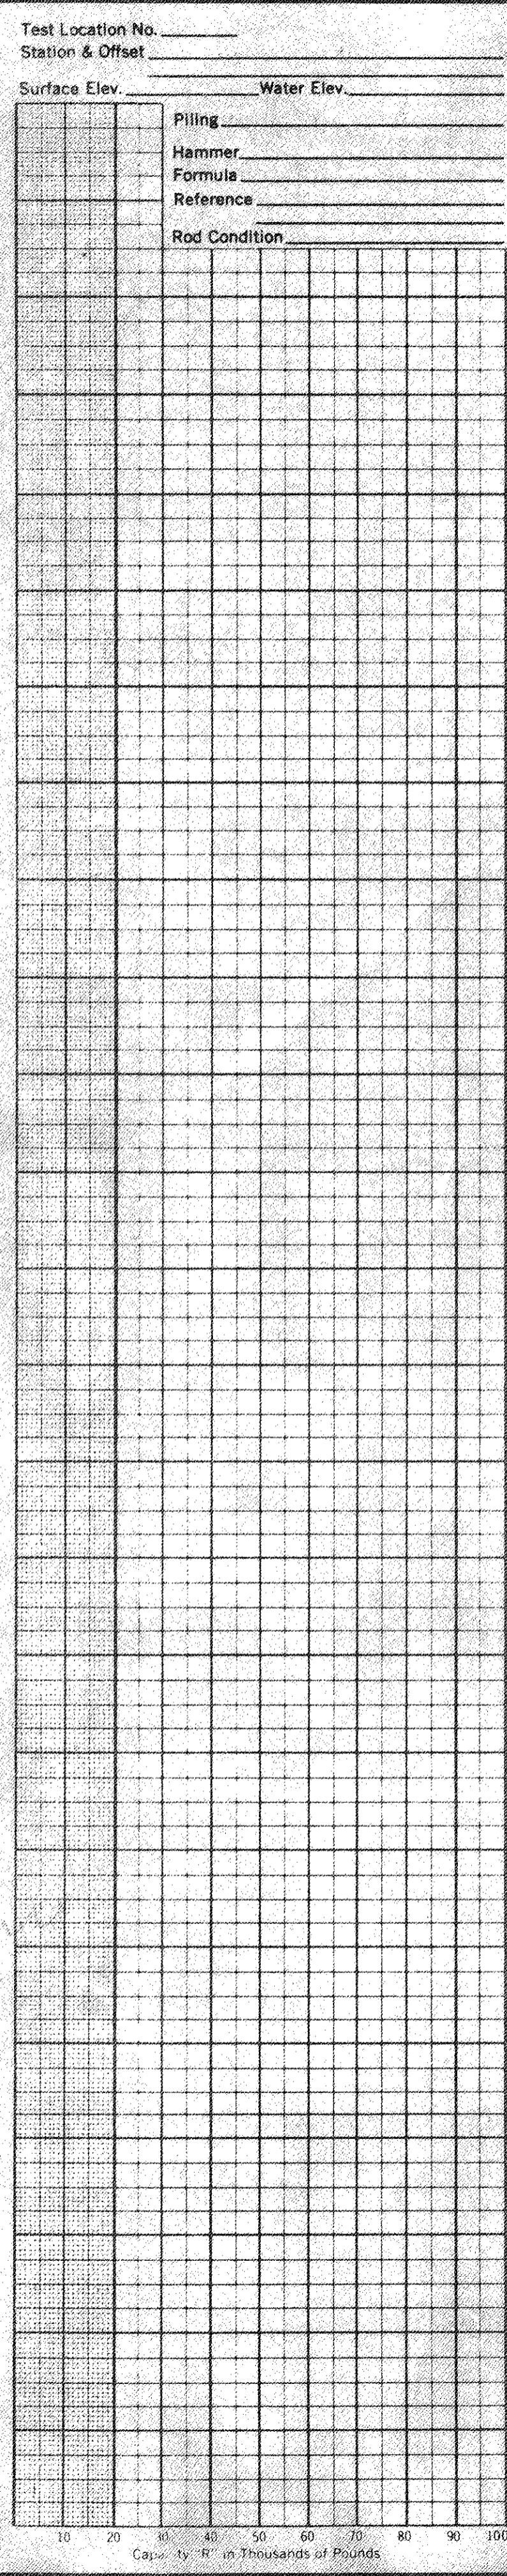 Test Location No.
Station & Offset
Surface Elev. Water Elev.
Piling
Hammer
Formula
Reference
Rod Condition
10 20 30 40 50 60 70 80 90 100
Capacity "R" in Thousands of Pounds